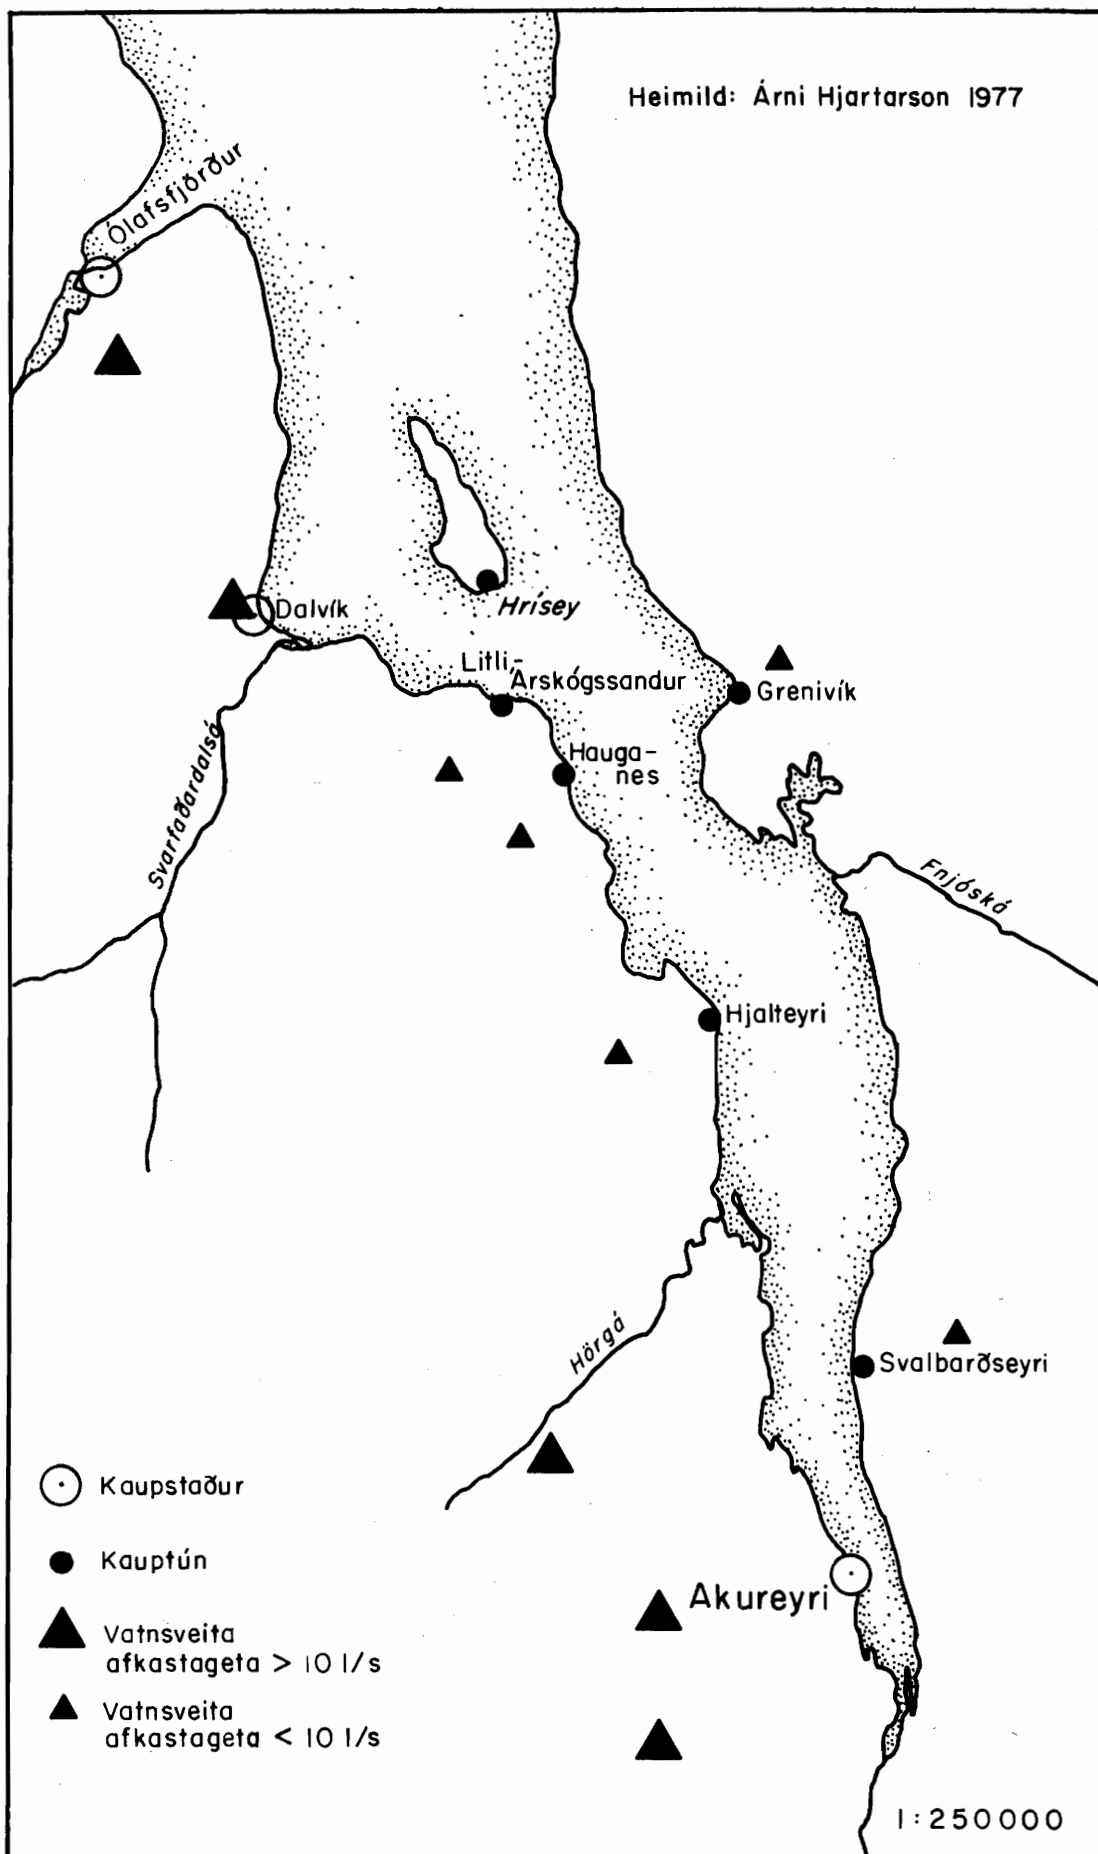 Heimild: Árni Hjartarson 1977
Ólafsfjörður
Dalvík
Hrísey
Litli-
Árskógssandur
Grenivík
Hauga-
nes
Svarfaðardalsá
Fnjóská
Hjalteyri
Hörgá
Svalbarðseyri
Akureyri
Kaupstaður
Kauptún
Vatnsveita
afkastageta > 10 l/s
Vatnsveita
afkastageta < 10 l/s
1:250000